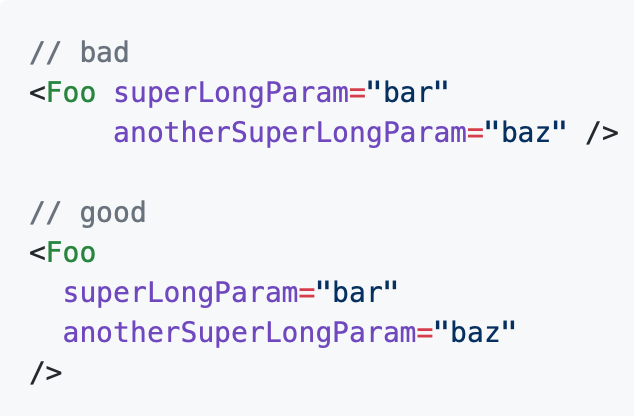 // bad
<Foo superLongParam="bar"
     anotherSuperLongParam="baz" />

// good
<Foo
  superLongParam="bar"
  anotherSuperLongParam="baz"
/>